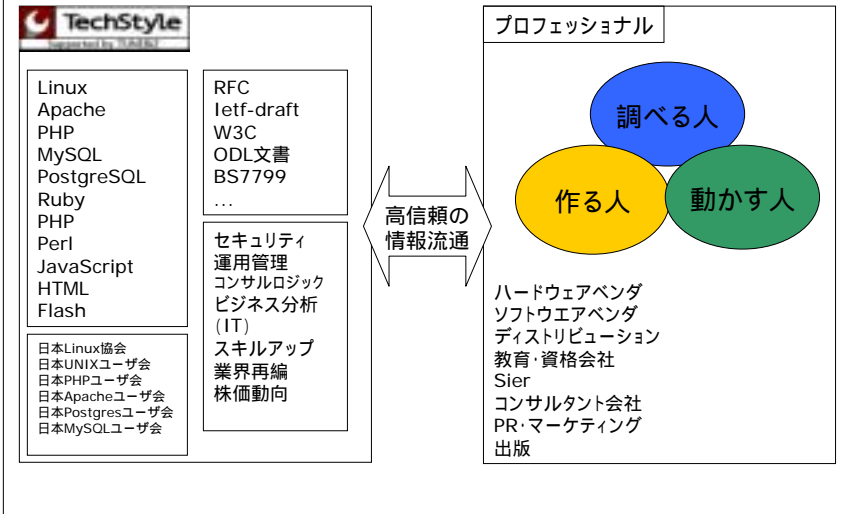 TechStyle
Linux
Apache
PHP
MySQL
PostgreSQL
Ruby
PHP
Perl
JavaScript
HTML
Flash
日本Linux協会
日本UNIXユーザ会
日本PHPユーザ会
日本Apacheユーザ会
日本Postgresユーザ会
日本MySQLユーザ会
RFC
Ietf-draft
W3C
ODL文書
BS7799
...
セキュリティ
運用管理
コンサルロジック
ビジネス分析
(IT)
スキルアップ
業界再編
株価動向
高信頼の
情報流通
プロフェッショナル
調べる人
作る人
動かす人
ハードウェアベンダ
ソフトウエアベンダ
ディストリビューション
教育･資格会社
Sier
コンサルタント会社
PR･マーケティング
出版